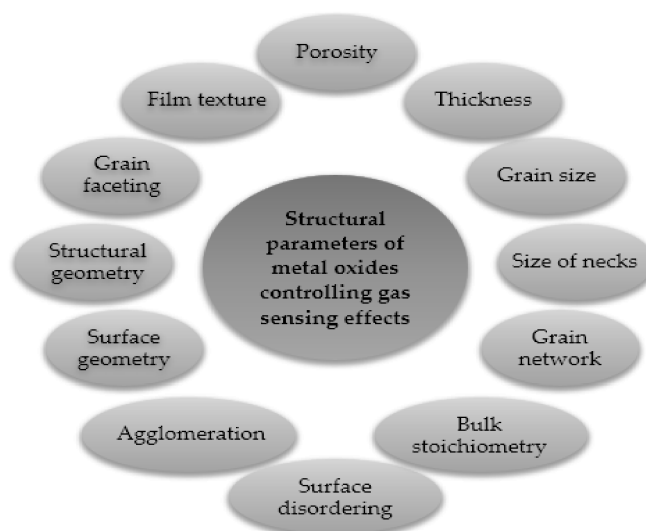 Porosity
Film texture
Thickness
Grain
faceting
Grain size
Structural
parameters of
metal oxides
controlling gas
sensing effects
Structural
geometry
Size of necks
Surface
geometry
Grain
network
Agglomeration
Bulk
stoichiometry
Surface
disordering